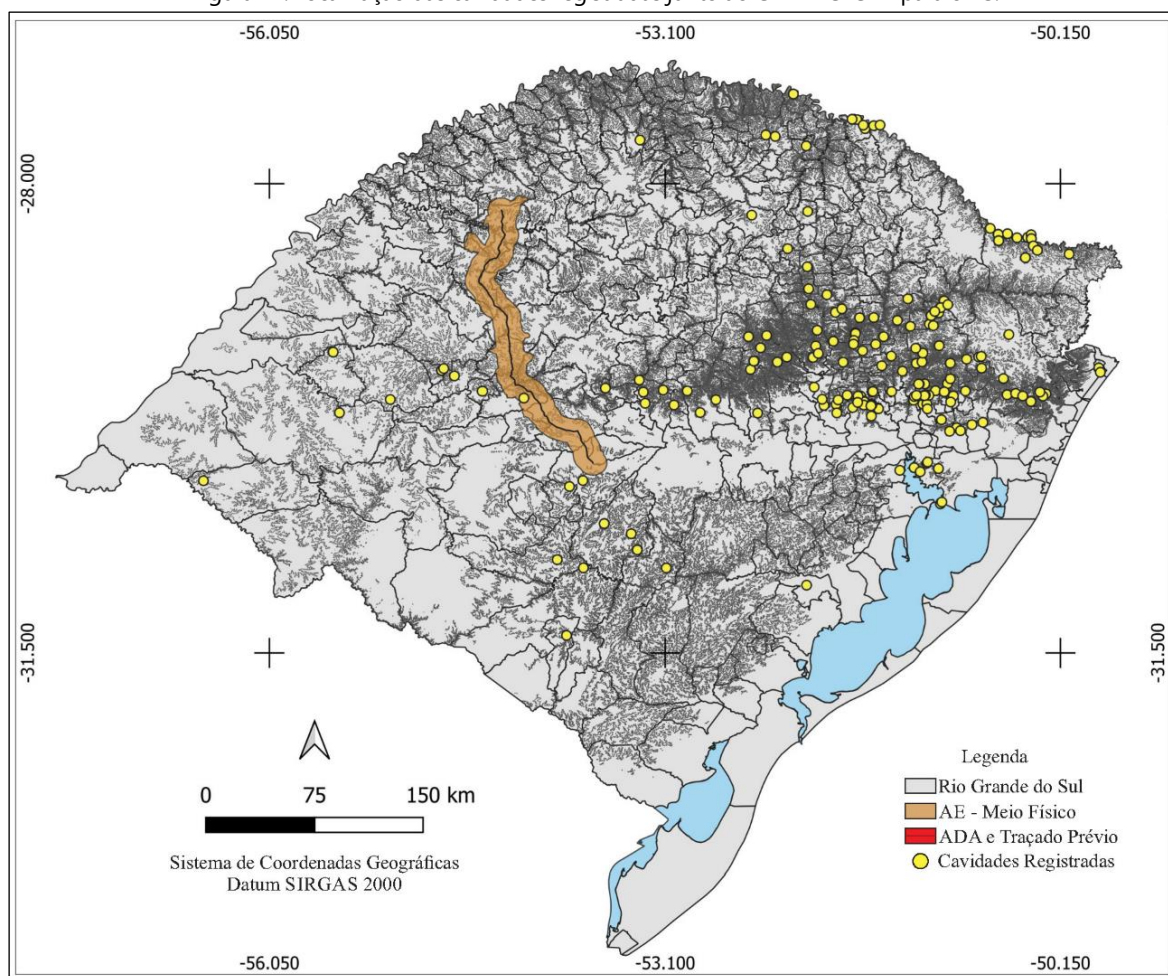 -56.050 -53.100 -50.150
-28.000
-28.000
-31.500
-31.500
0 75 150 km
Sistema de Coordenadas Geográficas
Datum SIRGAS 2000
Legenda
Rio Grande do Sul
AE - Meio Físico
ADA e Traçado Prévio
Cavidades Registradas
-56.050 -53.100 -50.150